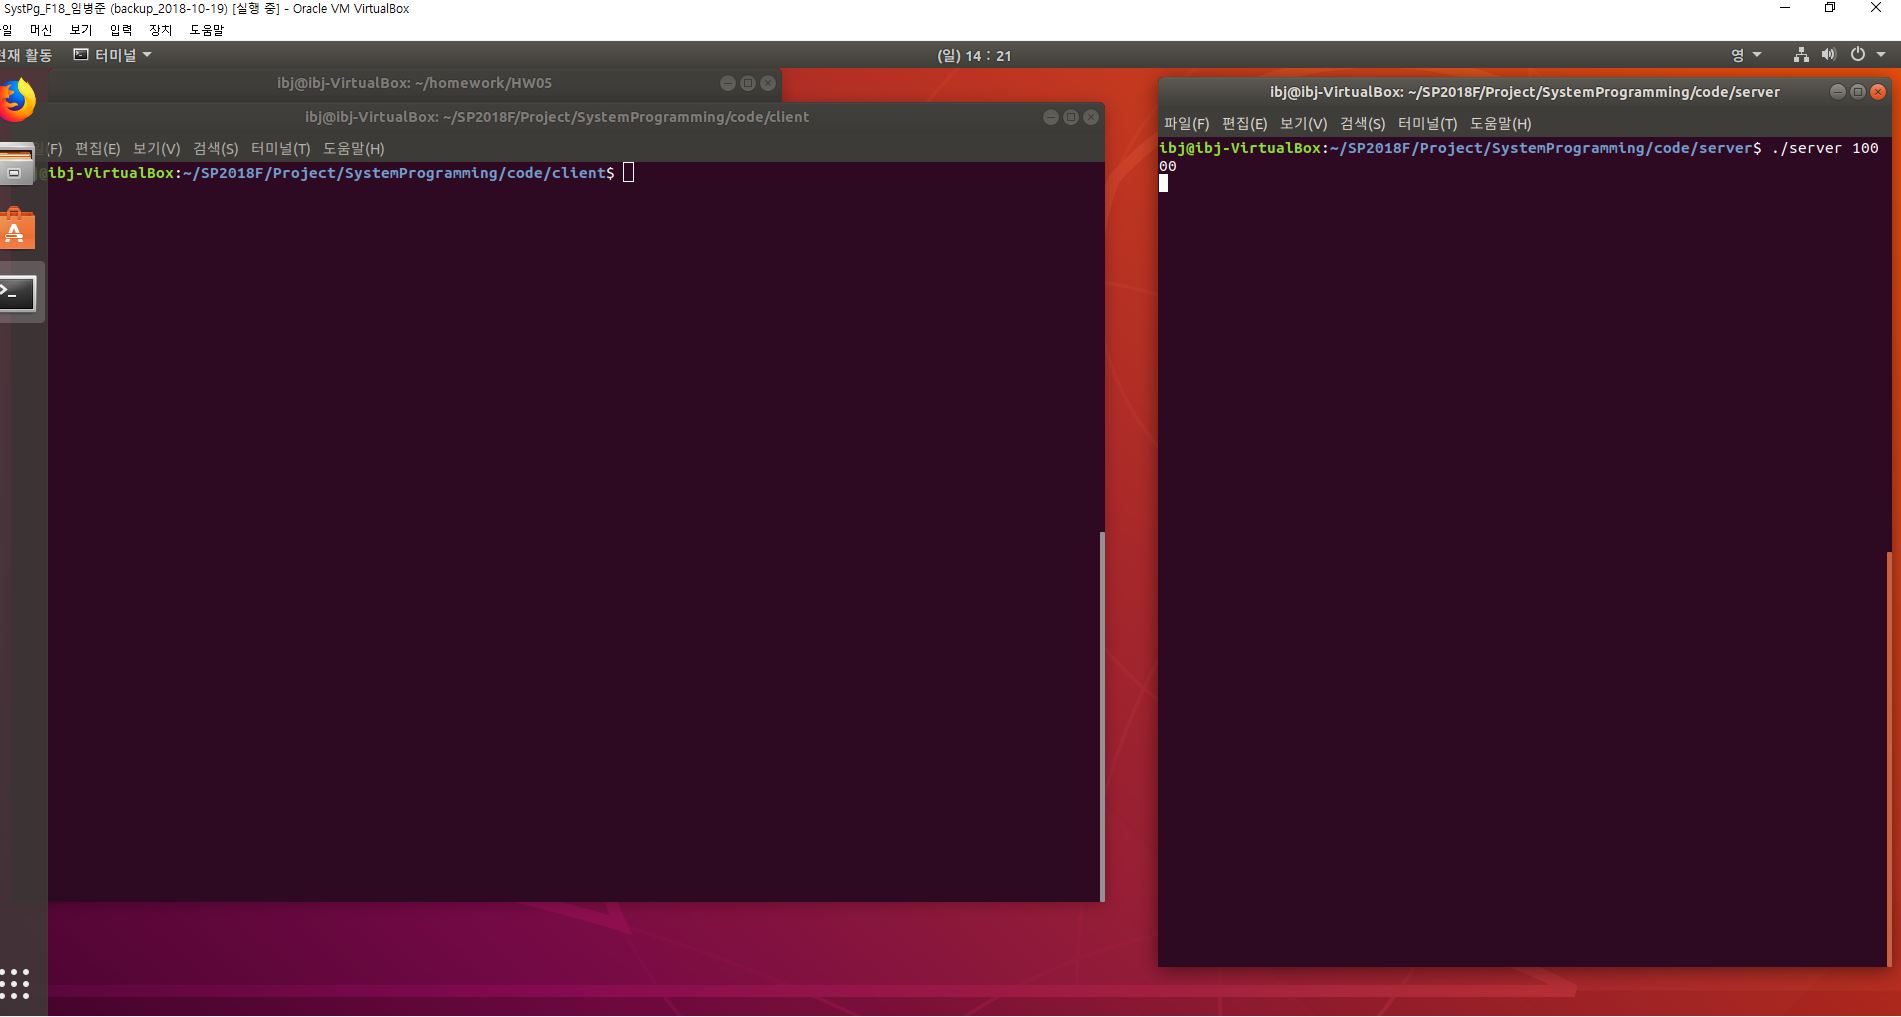 SystPg_F18_임병준 (backup_2018-10-19) [실행 중] - Oracle VM VirtualBox
일 머신 보기 입력 장치 도움말
현재 활동 터미널 (일) 14 : 21 영
ibj@ibj-VirtualBox: ~/homework/HW05
ibj@ibj-VirtualBox: ~/SP2018F/Project/SystemProgramming/code/client
(F) 편집(E) 보기(V) 검색(S) 터미널(T) 도움말(H)
ibj-VirtualBox:~/SP2018F/Project/SystemProgramming/code/client$
ibj@ibj-VirtualBox: ~/SP2018F/Project/SystemProgramming/code/server
파일(F) 편집(E) 보기(V) 검색(S) 터미널(T) 도움말(H)
ibj@ibj-VirtualBox:~/SP2018F/Project/SystemProgramming/code/server$ ./server 100
00